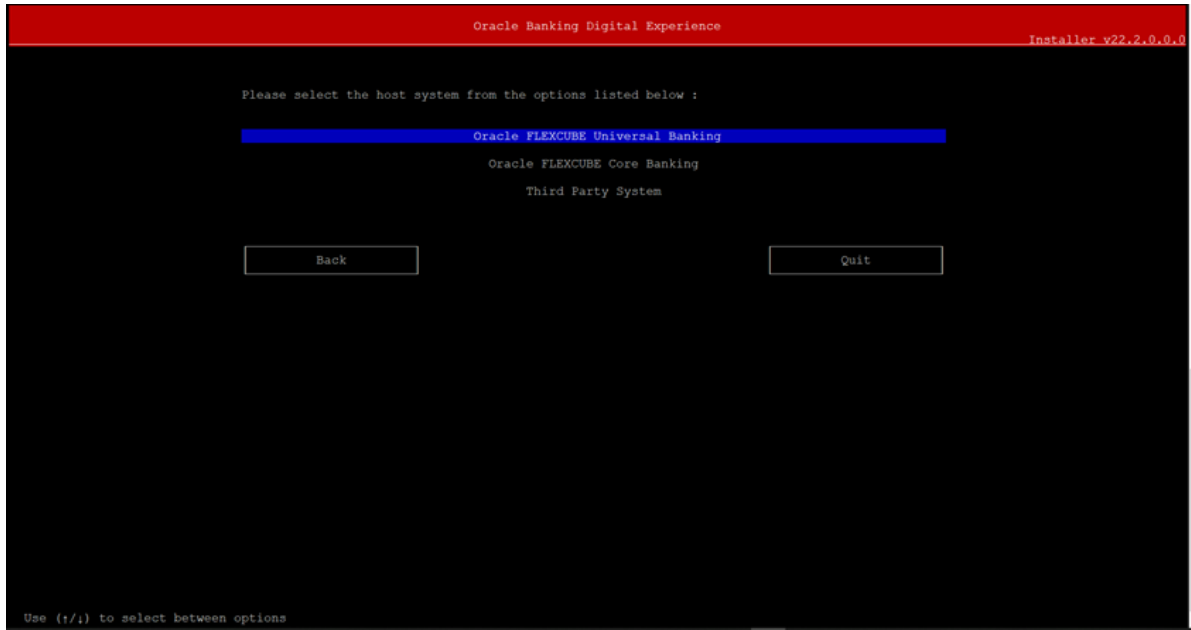 Oracle Banking Digital Experience
Installer v22.2.0.0.0
Please select the host system from the options listed below :
Oracle FLEXCUBE Universal Banking
Oracle FLEXCUBE Core Banking
Third Party System
Back
Quit
Use (↑/↓) to select between options